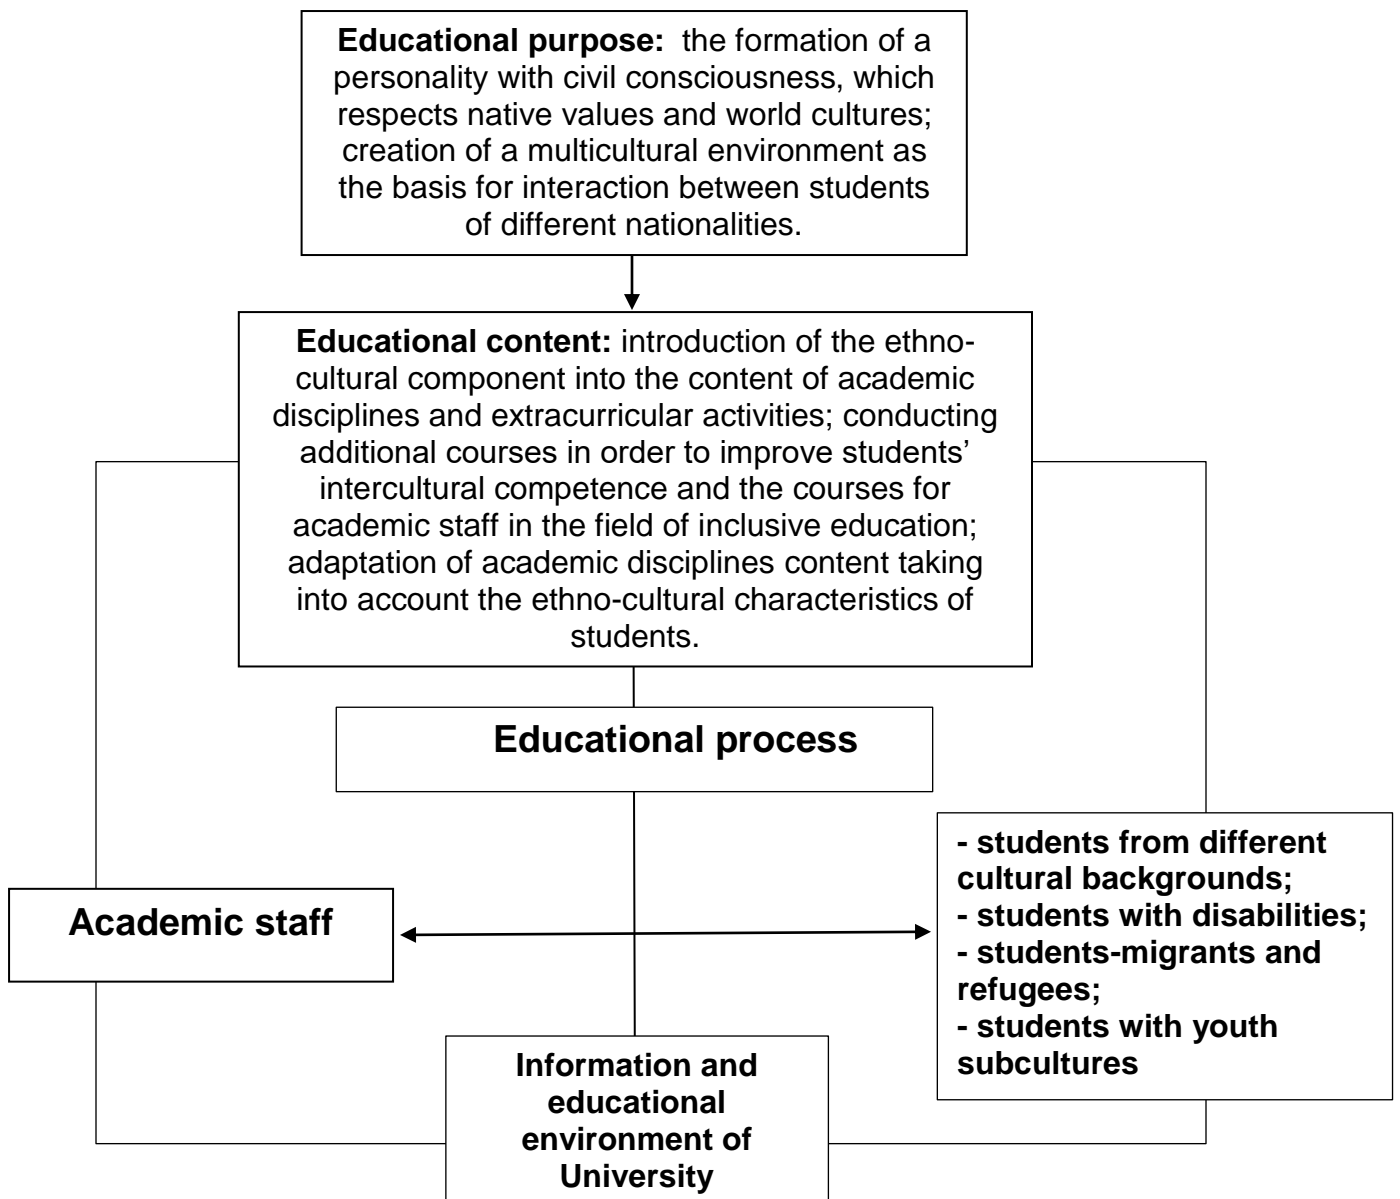 Educational purpose:  the formation of a
personality with civil consciousness, which
respects native values and world cultures;
creation of a multicultural environment as
the basis for interaction between students
of different nationalities.
Educational content: introduction of the ethno-
cultural component into the content of academic
disciplines and extracurricular activities; conducting
additional courses in order to improve students’
intercultural competence and the courses for
academic staff in the field of inclusive education;
adaptation of academic disciplines content taking
into account the ethno-cultural characteristics of
students.
Educational process
Academic staff
- students from different
cultural backgrounds;
- students with disabilities;
- students-migrants and
refugees;
- students with youth
subcultures
Information and
educational
environment of
University